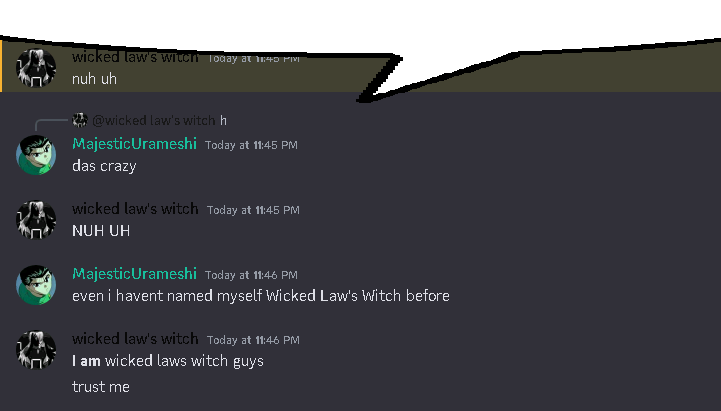 wicked law's witch Today at 11:45 PM
nuh uh
@wicked law's witch h
MajesticUrameshi Today at 11:45 PM
das crazy
wicked law's witch Today at 11:45 PM
NUH UH
MajesticUrameshi Today at 11:46 PM
even i havent named myself Wicked Law's Witch before
wicked law's witch Today at 11:46 PM
I am wicked laws witch guys
trust me